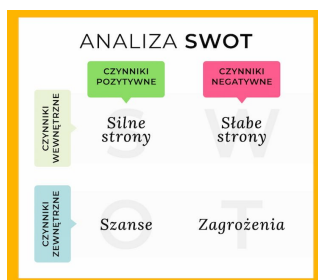 ANALIZA SWOT
CZYNNIKI
POZYTYWNE
CZYNNIKI
NEGATYWNE
CZYNNIKI
WEWNĘTRZNE
S
Silne
strony
W
Słabe
strony
CZYNNIKI
ZEWNĘTRZNE
O
Szanse
T
Zagrożenia